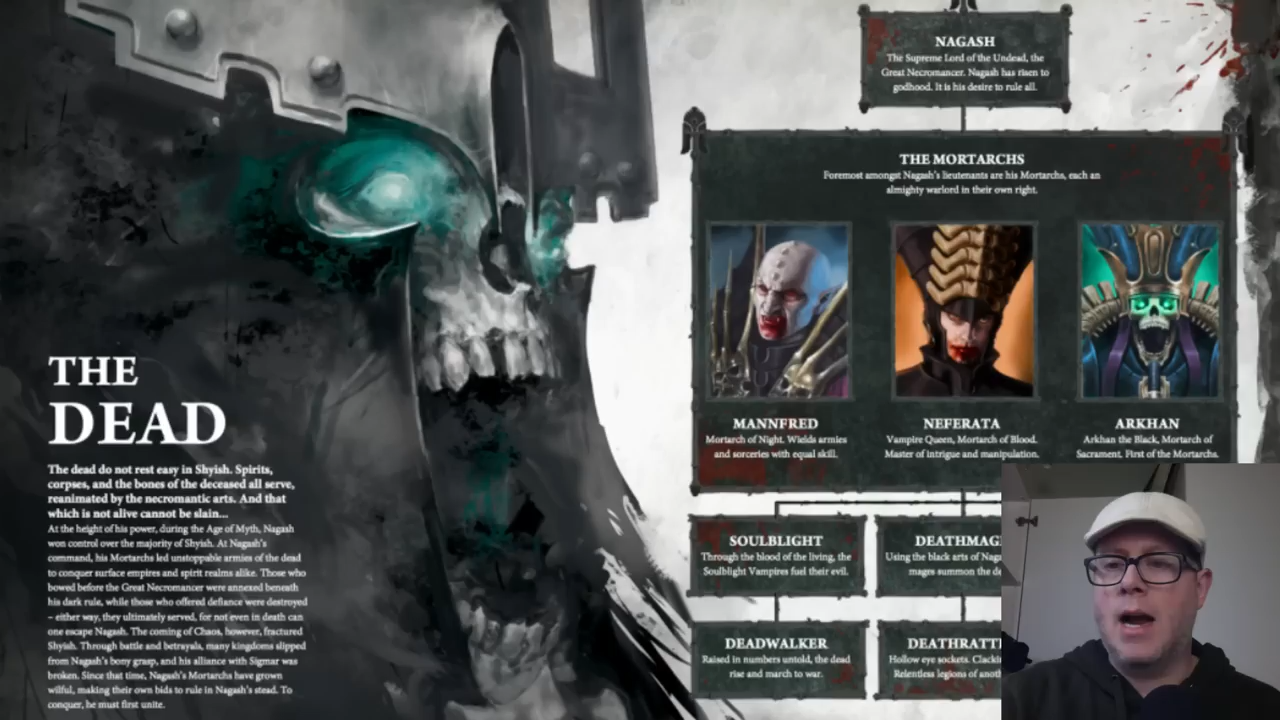 THE
DEAD
The dead do not rest easy in Shyish. Spirits,
corpses, and the bones of the deceased all serve,
reanimated by the necromantic arts. And that
which is not alive cannot be slain...
At the height of his power, during the Age of Myth, Nagash
won control over the majority of Shyish. At Nagash's
command, his Mortarchs led unstoppable armies of the dead
to conquer surface empires and spirit realms alike. Those who
bowed before the Great Necromancer were annexed beneath
his dark rule, while those who offered defiance were destroyed
– either way, they ultimately served, for not even in death can
one escape Nagash. The coming of Chaos, however, fractured
Shyish. Through battle and betrayals, many kingdoms slipped
from Nagash's bony grasp, and his alliance with Sigmar was
broken. Since that time, Nagash's Mortarchs have grown
wilful, making their own bids to rule in Nagash's stead. To
conquer, he must first unite.
NAGASH
The Supreme Lord of the Undead, the
Great Necromancer. Nagash has risen to
godhood. It is his desire to rule all.
THE MORTARCHS
Foremost amongst Nagash's lieutenants are his Mortarchs, each an
almighty warlord in their own right.
MANNFRED
Mortarch of Night. Wields armies
and sorceries with equal skill.
NEFERATA
Vampire Queen, Mortarch of Blood.
Master of intrigue and manipulation.
ARKHAN
Arkhan the Black, Mortarch of
Sacrament, First of the Mortarchs.
SOULBLIGHT
Through the blood of the living, the
Soulblight Vampires fuel their evil.
DEATHMAG
Using the black arts of Naga
mages summon the de
DEADWALKER
Raised in numbers untold, the dead
rise and march to war.
DEATHRATT
Hollow eye sockets. Clacki
Relentless legions of anot